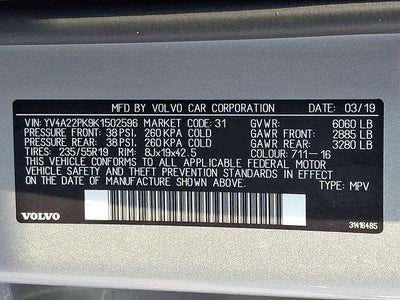 MFD BY VOLVO CAR CORPORATION DATE: 03/19
VIN: YV4A22PK9K1502596 MARKET CODE: 31 GVWR: 6060 LB
PRESSURE FRONT: 38 PSI, 260 KPA COLD GAWR FRONT: 2885 LB
PRESSURE REAR: 38 PSI, 260 KPA COLD GAWR REAR: 3280 LB
TIRES: 235/55R19 RIM: 8Jx19x42.5 COLOUR: 711-16
VEHICLE CONFORMS TO ALL APPLICABLE FEDERAL MOTOR
VEHICLE SAFETY AND THEFT PREVENTION STANDARDS IN EFFECT
ON THE DATE OF MANUFACTURE SHOWN ABOVE.
TYPE: MPV
VOLVO
31416485